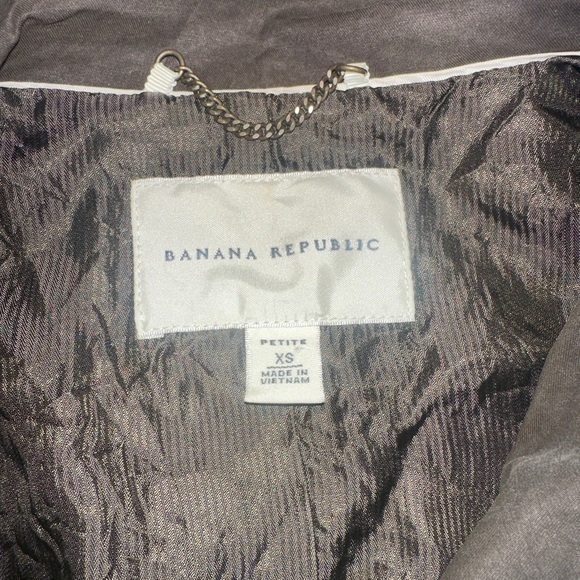 BANANA REPUBLIC
PETITE
XS
MADE IN
VIETNAM